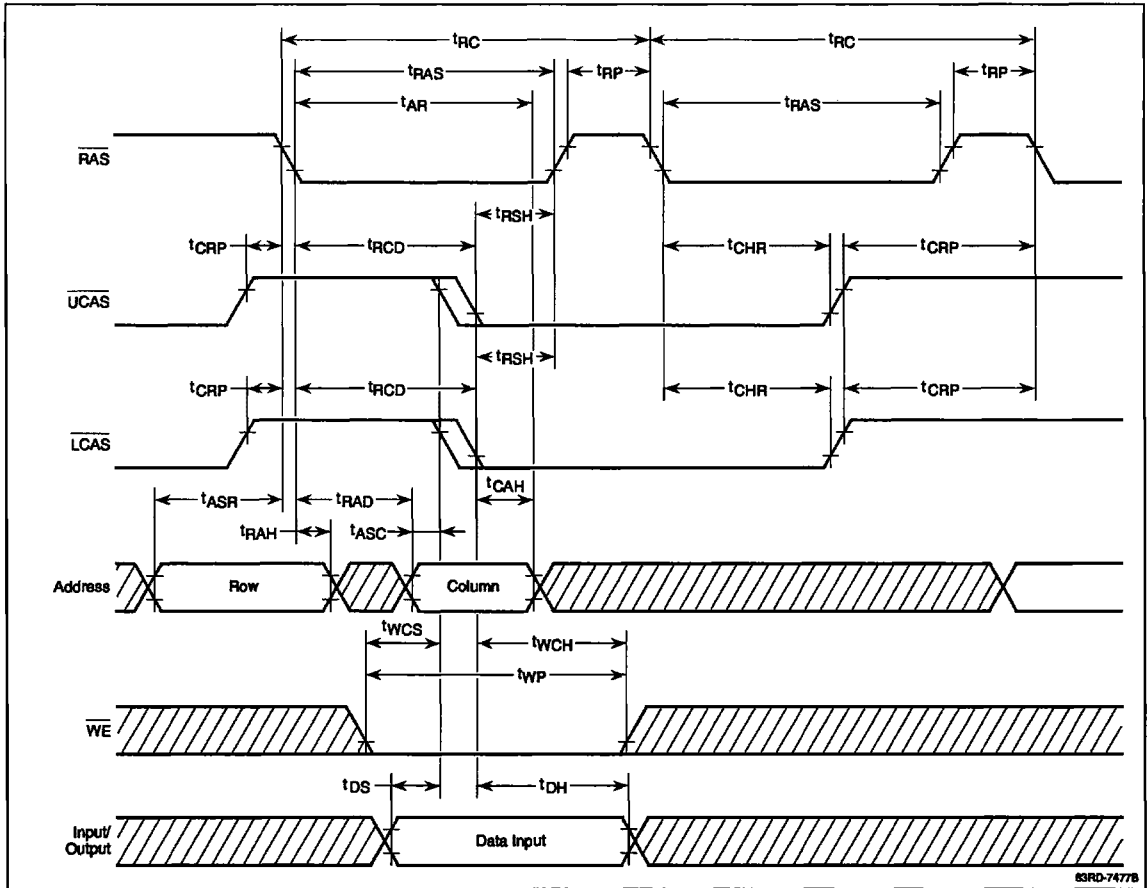 tRC tRC
tRAS tRP tRP
tAR tRAS
RAS
tRSH
tCRP tRCD tCHR tCRP
UCAS
tRSH
tCRP tRCD tCHR tCRP
LCAS
tCAH
tASR tRAD
tRAH tASC
Address Row Column
tWCS tWCH
tWP
WE
tDS tDH
Input/
Output Data Input
83RD-7477B